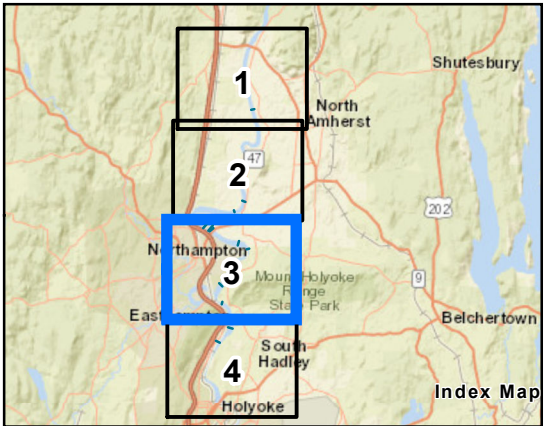 Shutesbury
1
North
Amherst
47
2
202
Northampton
3
Mount Holyoke
Range
State Park
9
Easthampton
Belchertown
South
Hadley
4
Index Map
Holyoke